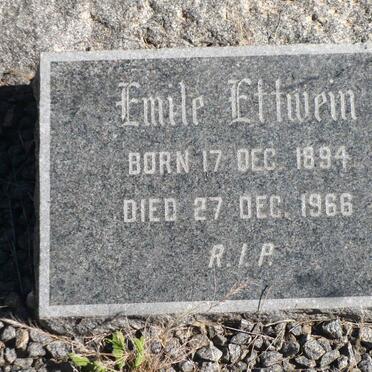 Emile Ettwein
BORN 17 DEC. 1894
DIED 27 DEC. 1966
R.I.P.